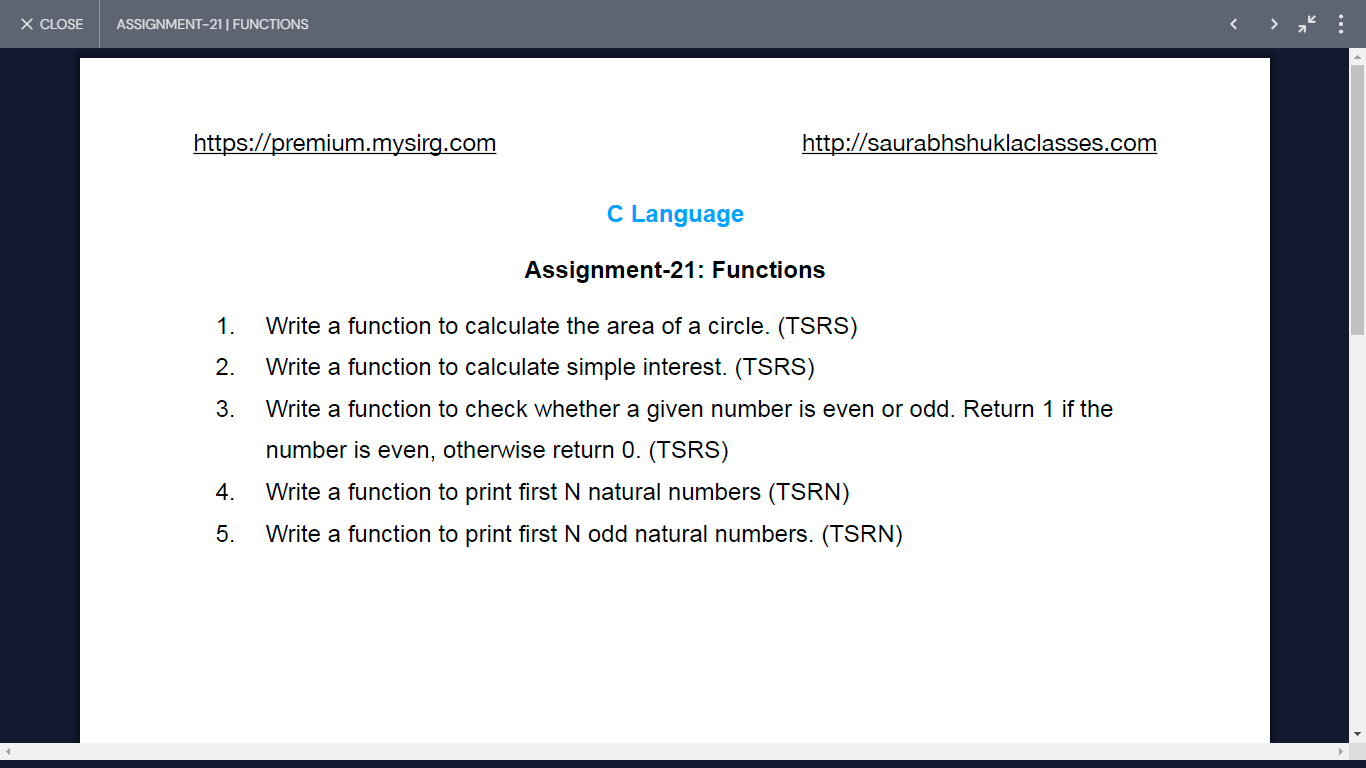 CLOSE
ASSIGNMENT-21 | FUNCTIONS
https://premium.mysirg.com
http://saurabhshuklaclasses.com
C Language
Assignment-21: Functions
1. Write a function to calculate the area of a circle. (TSRS)
2. Write a function to calculate simple interest. (TSRS)
3. Write a function to check whether a given number is even or odd. Return 1 if the
number is even, otherwise return 0. (TSRS)
4. Write a function to print first N natural numbers (TSRN)
5. Write a function to print first N odd natural numbers. (TSRN)